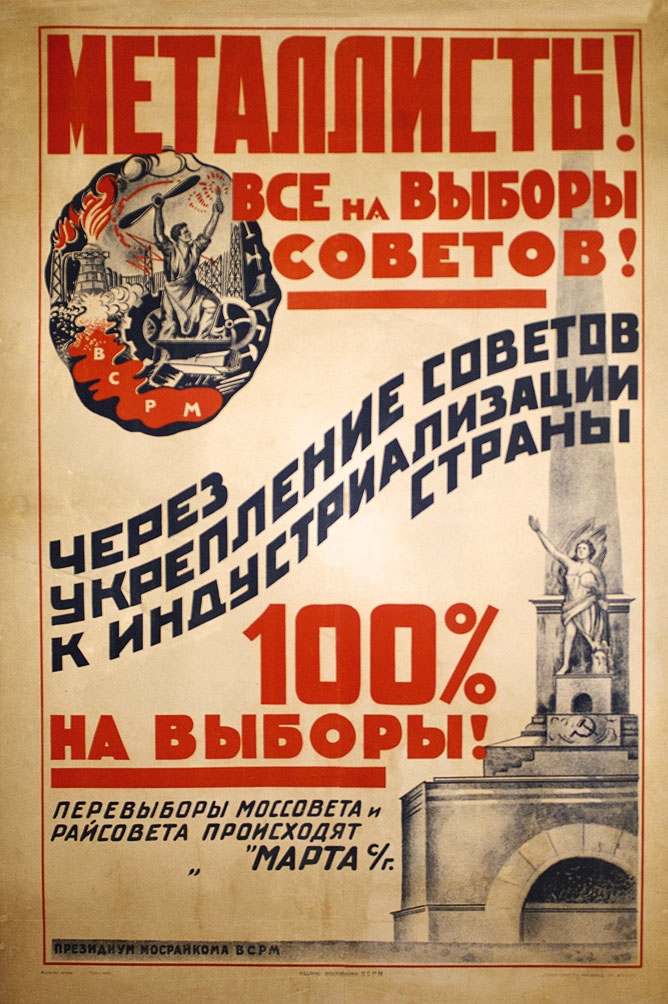 МЕТАЛЛИСТЫ!
ВСЕ НА ВЫБОРЫ
СОВЕТОВ!
ВСРМ
ЧЕРЕЗ
УКРЕПЛЕНИЕ СОВЕТОВ
К ИНДУСТРИАЛИЗАЦИИ
СТРАНЫ
100%
НА ВЫБОРЫ!
ПЕРЕВЫБОРЫ МОССОВЕТА и
РАЙСОВЕТА ПРОИСХОДЯТ
„ " МАРТА С/Г.
ПРЕЗИДИУМ МОСРАЙКОМА ВСРМ